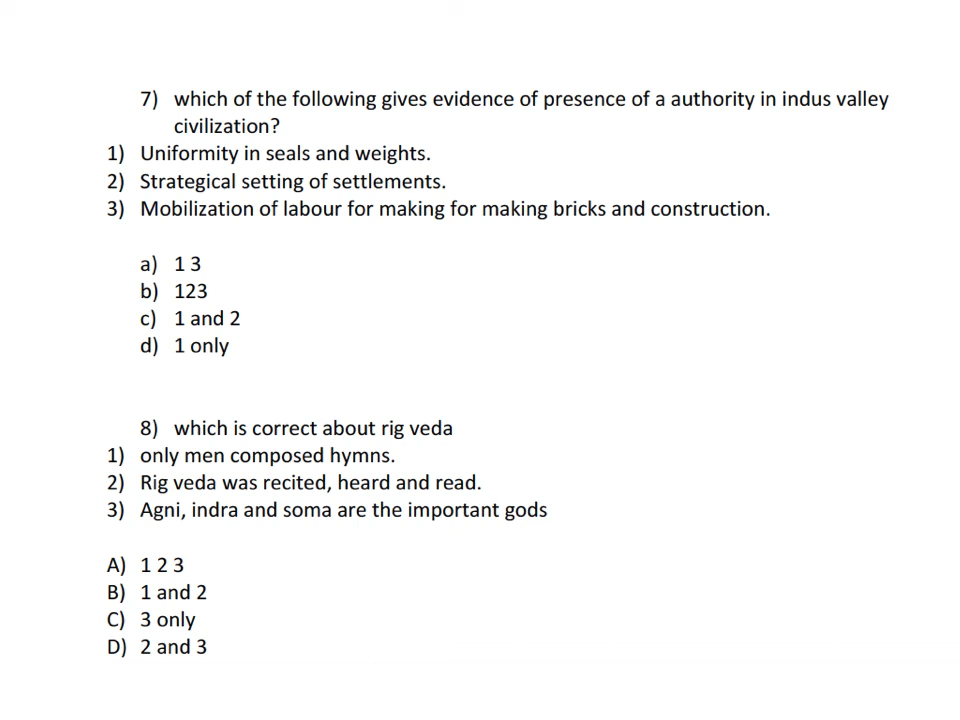 7) which of the following gives evidence of presence of a authority in indus valley
civilization?
1) Uniformity in seals and weights.
2) Strategical setting of settlements.
3) Mobilization of labour for making for making bricks and construction.
a) 1 3
b) 123
c) 1 and 2
d) 1 only
8) which is correct about rig veda
1) only men composed hymns.
2) Rig veda was recited, heard and read.
3) Agni, indra and soma are the important gods
A) 1 2 3
B) 1 and 2
C) 3 only
D) 2 and 3